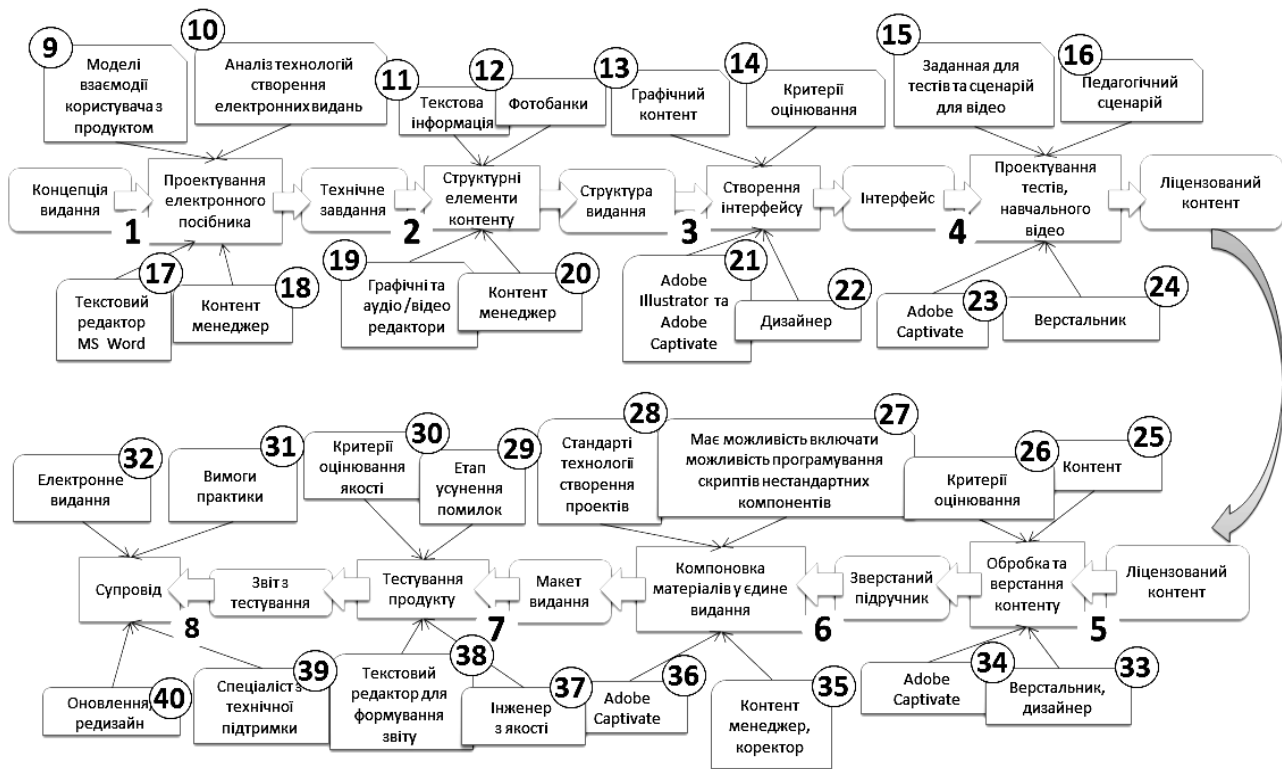 9
Моделі
взаємодії
користувача з
продуктом
10
Аналіз технологій
створення
електронних видань
11
Текстова
інформація
12
Фотобанки
13
Графічний
контент
14
Критерії
оцінювання
15
Заданная для
тестів та сценарій
для відео
16
Педагогічний
сценарій
Концепція
видання
1
Проектування
електронного
посібника
Технічне
завдання
2
Структурні
елементи
контенту
Структура
видання
3
Створення
інтерфейсу
Інтерфейс
4
Проектування
тестів,
навчального
відео
Ліцензований
контент
17
Текстовий
редактор
MS Word
18
Контент
менеджер
19
Графічні та
аудіо/відео
редактори
20
Контент
менеджер
21
Adobe
Illustrator та
Adobe
Captivate
22
Дизайнер
23
Adobe
Captivate
24
Верстальник
32
Електронне
видання
31
Вимоги
практики
30
Критерії
оцінювання
якості
29
Етап
усунення
помилок
28
Стандарті
технології
створення
проектів
27
Має можливість включати
можливість програмування
скриптів нестандартних
компонентів
26
Критерії
оцінювання
25
Контент
Супровід
8
Звіт з
тестування
Тестування
продукту
7
Макет
видання
Компоновка
матеріалів у єдине
видання
6
Зверстаний
підручник
Обробка та
верстання
контенту
5
Ліцензований
контент
40
Оновлення,
редизайн
39
Спеціаліст з
технічної
підтримки
38
Текстовий
редактор для
формування
звіту
37
Інженер
з якості
36
Adobe
Captivate
35
Контент
менеджер,
коректор
34
Adobe
Captivate
33
Верстальник,
дизайнер